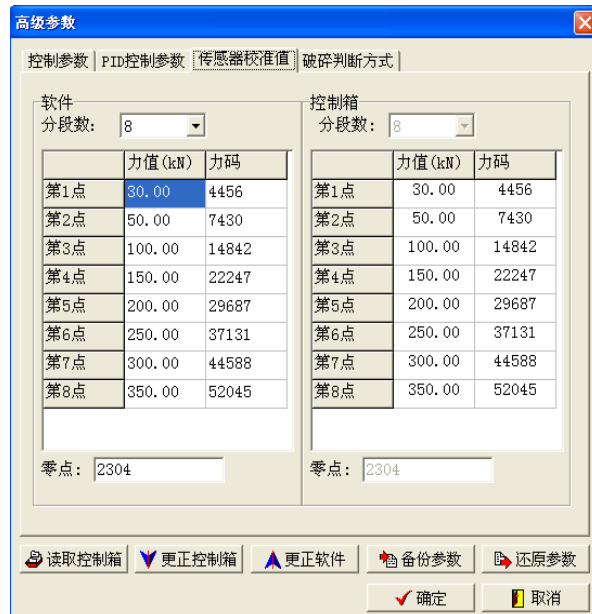 高级参数
控制参数 PID控制参数 传感器校准值 破碎判断方式
软件
分段数: 8
力值(kN) 力码
第1点 30.00 4456
第2点 50.00 7430
第3点 100.00 14842
第4点 150.00 22247
第5点 200.00 29687
第6点 250.00 37131
第7点 300.00 44588
第8点 350.00 52045
零点: 2304
控制箱
分段数: 8
力值(kN) 力码
第1点 30.00 4456
第2点 50.00 7430
第3点 100.00 14842
第4点 150.00 22247
第5点 200.00 29687
第6点 250.00 37131
第7点 300.00 44588
第8点 350.00 52045
零点: 2304
读取控制箱 更正控制箱 更正软件 备份参数 还原参数
确定 取消